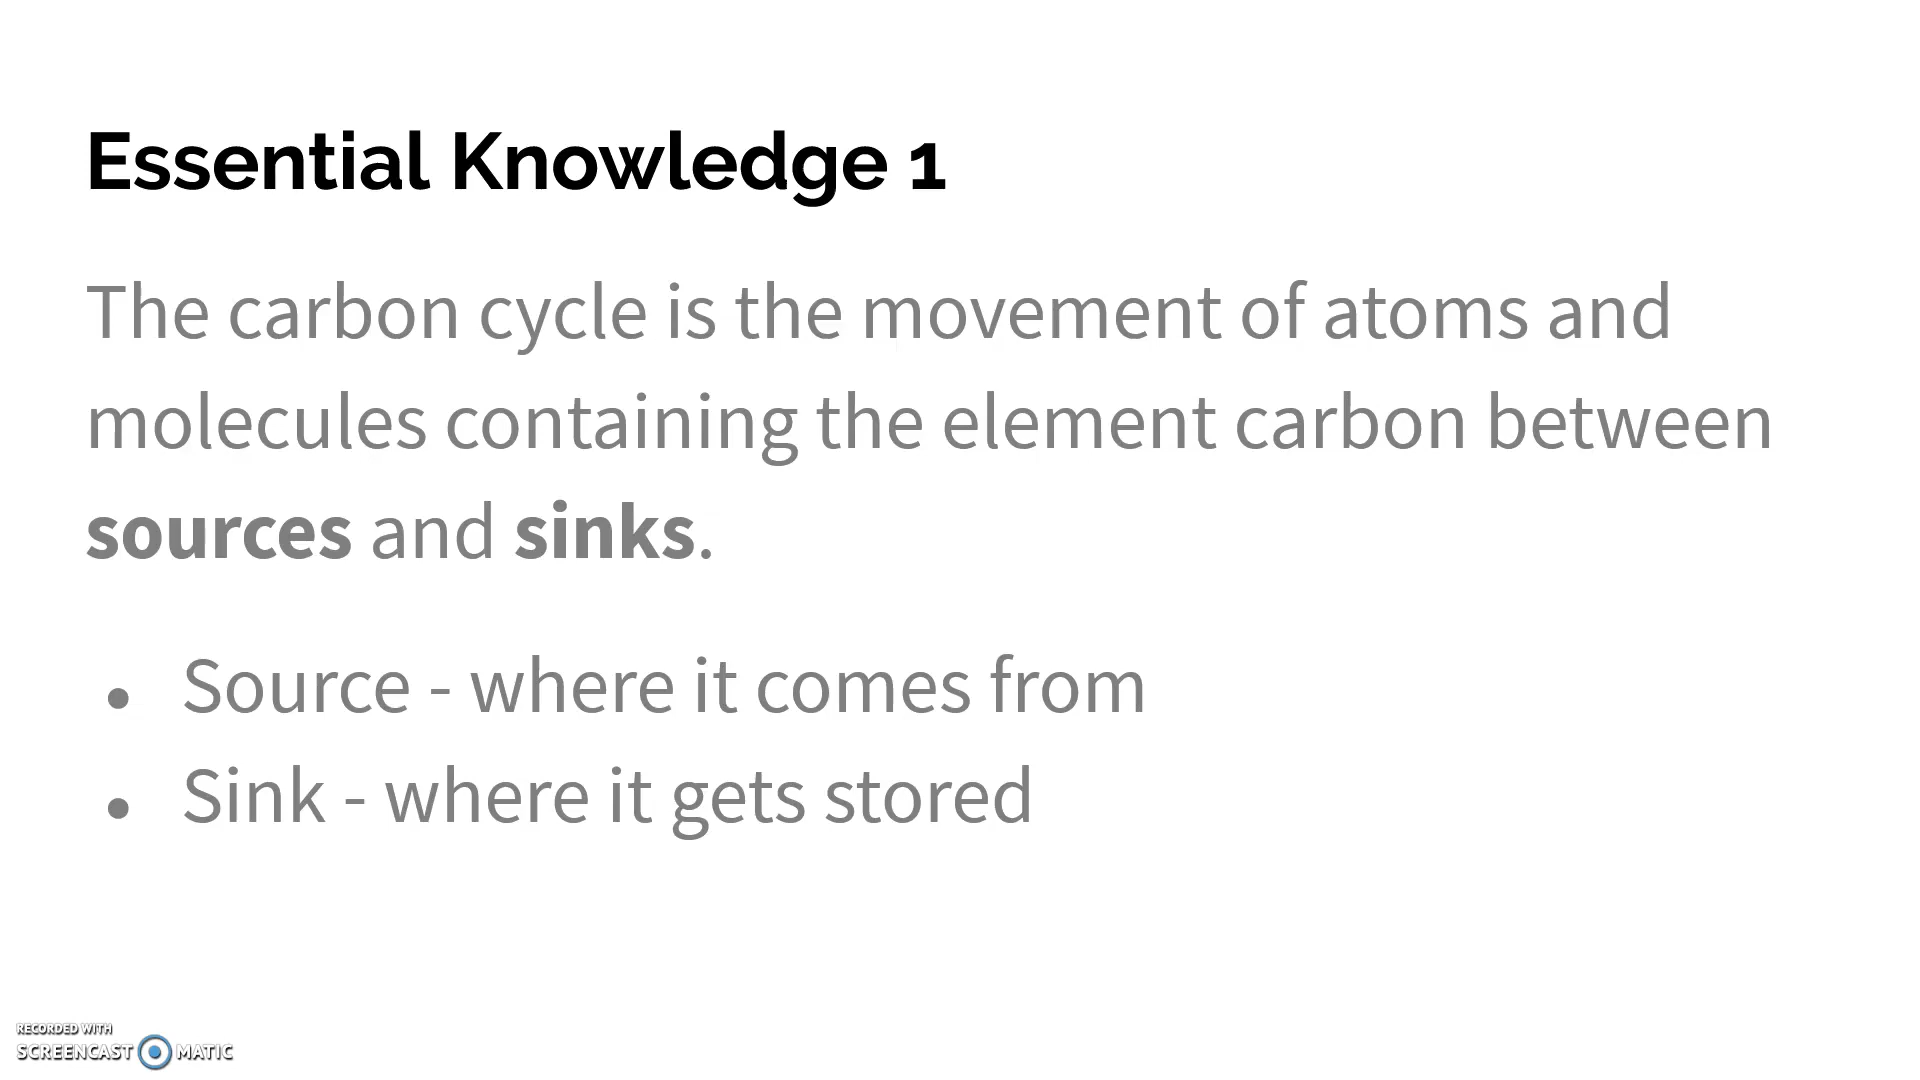 Essential Knowledge 1
The carbon cycle is the movement of atoms and
molecules containing the element carbon between
sources and sinks.
● Source - where it comes from
● Sink - where it gets stored
RECORDED WITH
SCREENCAST MATIC